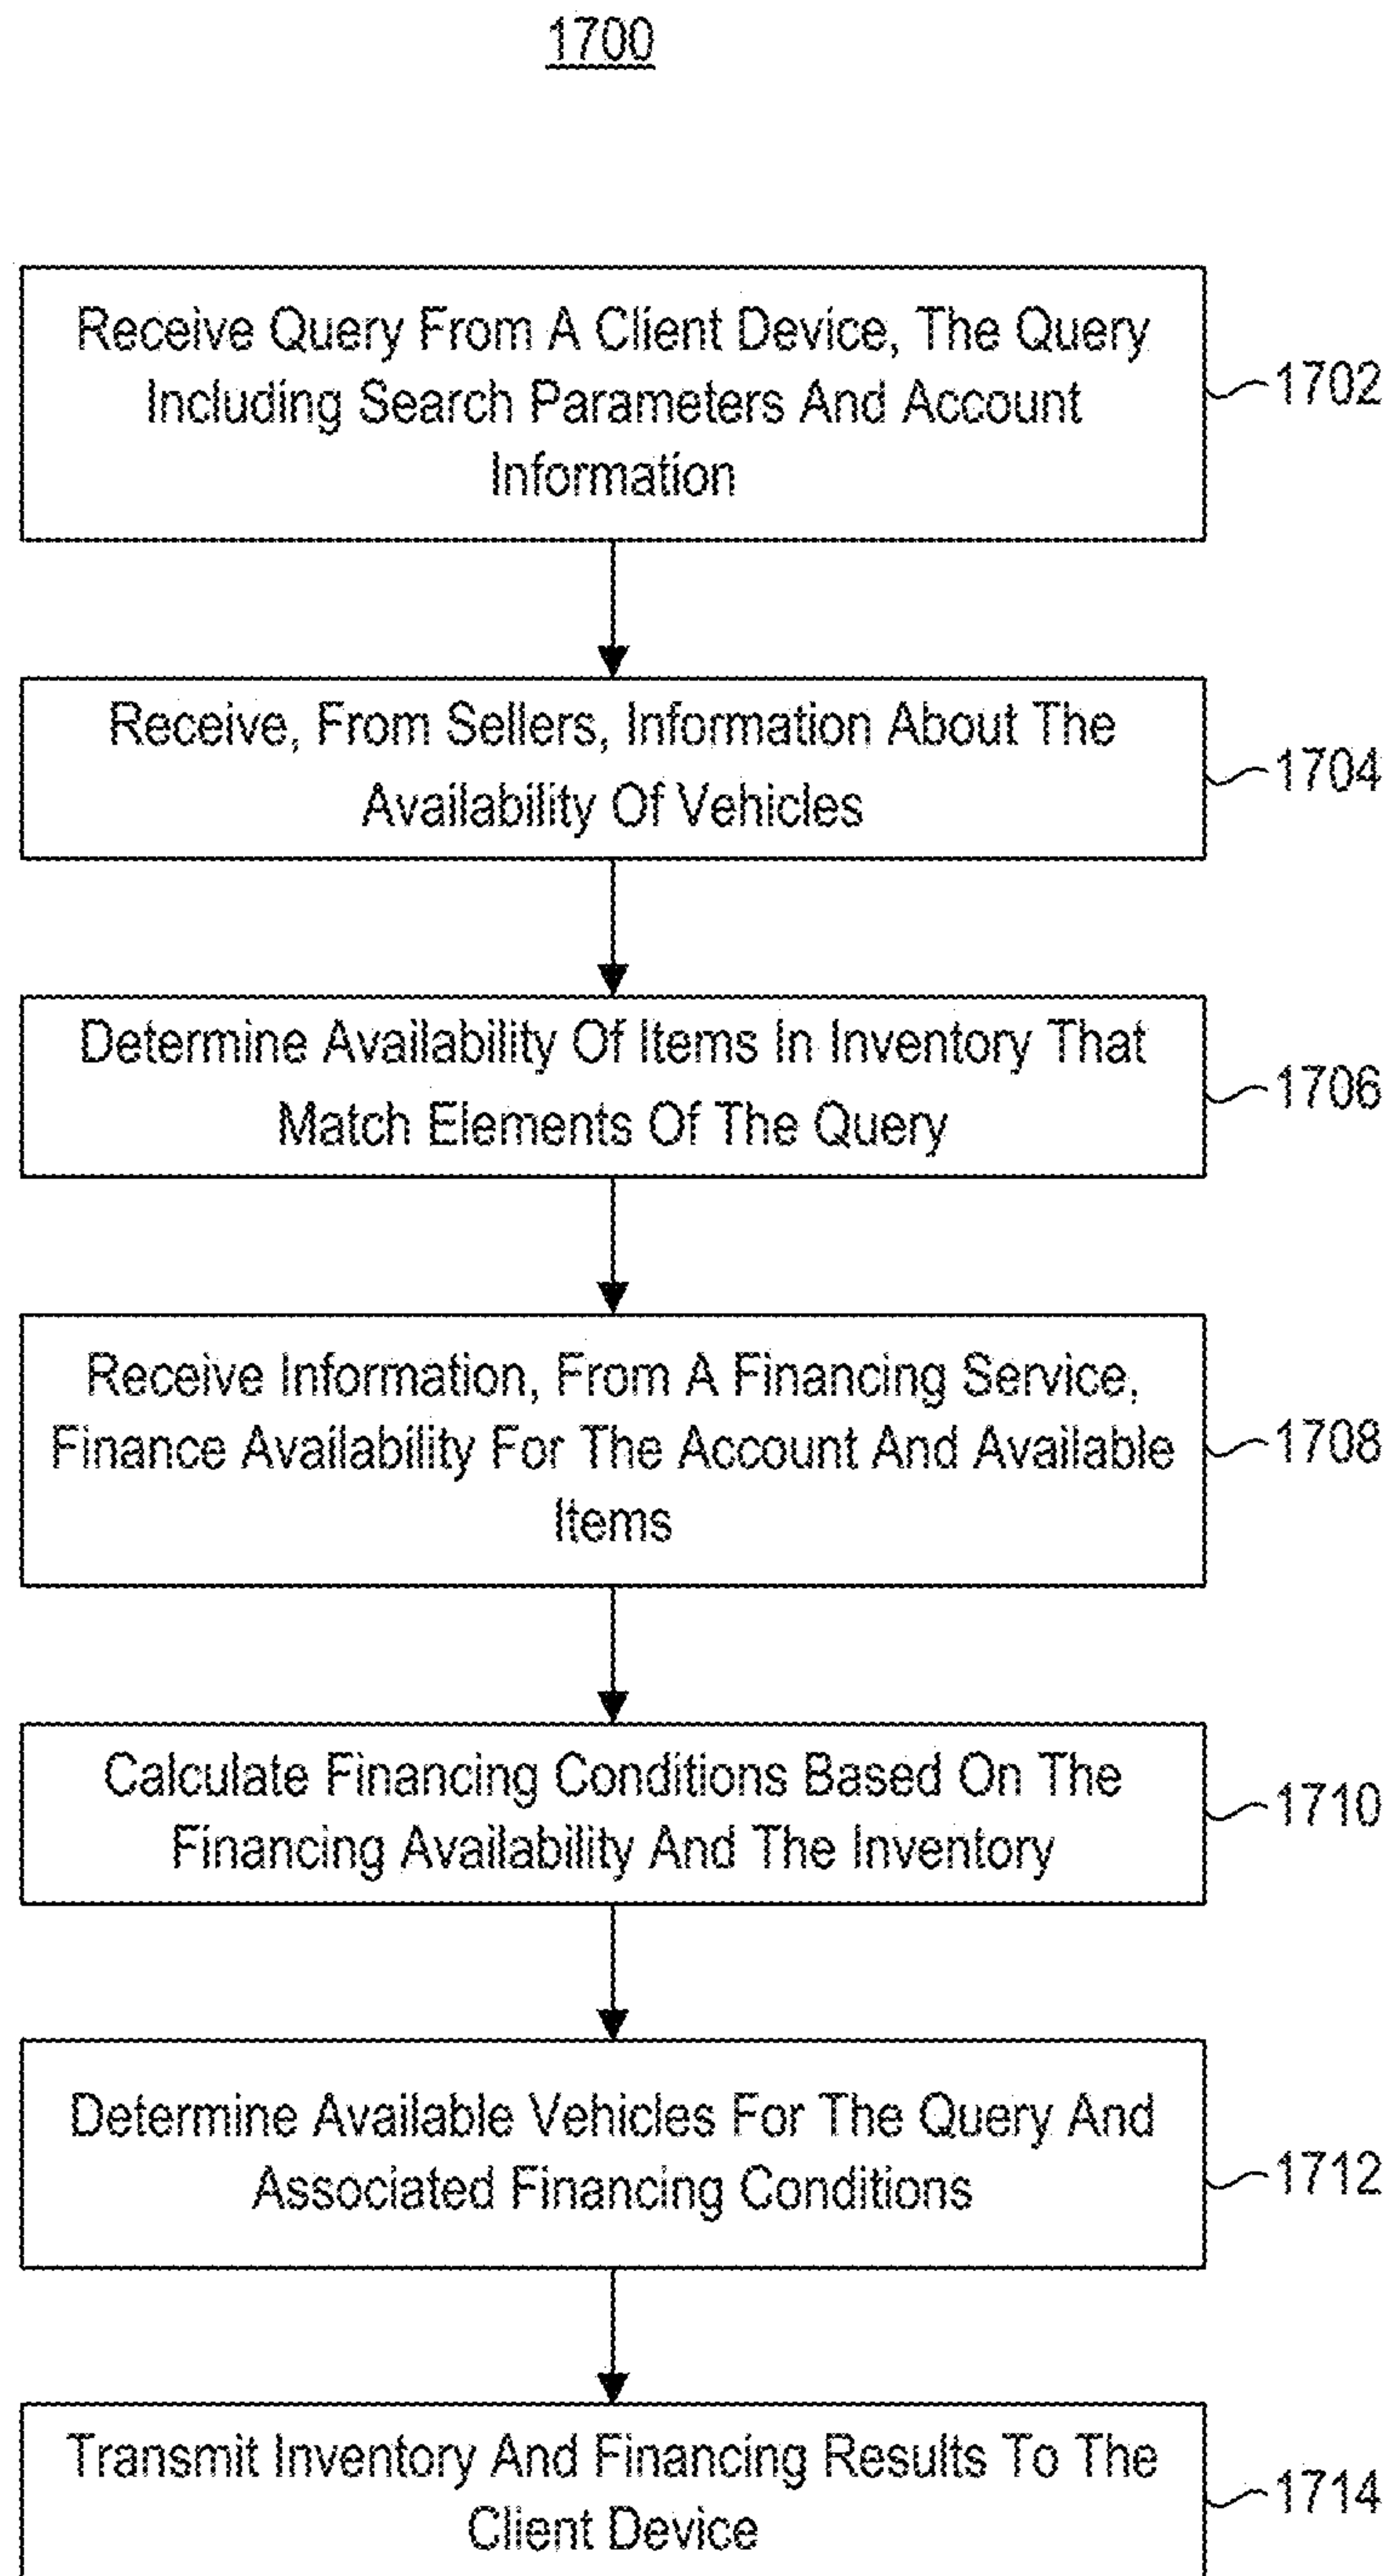 1700
Receive Query From A Client Device, The Query
Including Search Parameters And Account
Information
1702
Receive, From Sellers, Information About The
Availability Of Vehicles
1704
Determine Availability Of Items In Inventory That
Match Elements Of The Query
1706
Receive Information, From A Financing Service,
Finance Availability For The Account And Available
Items
1708
Calculate Financing Conditions Based On The
Financing Availability And The Inventory
1710
Determine Available Vehicles For The Query And
Associated Financing Conditions
1712
Transmit Inventory And Financing Results To The
Client Device
1714